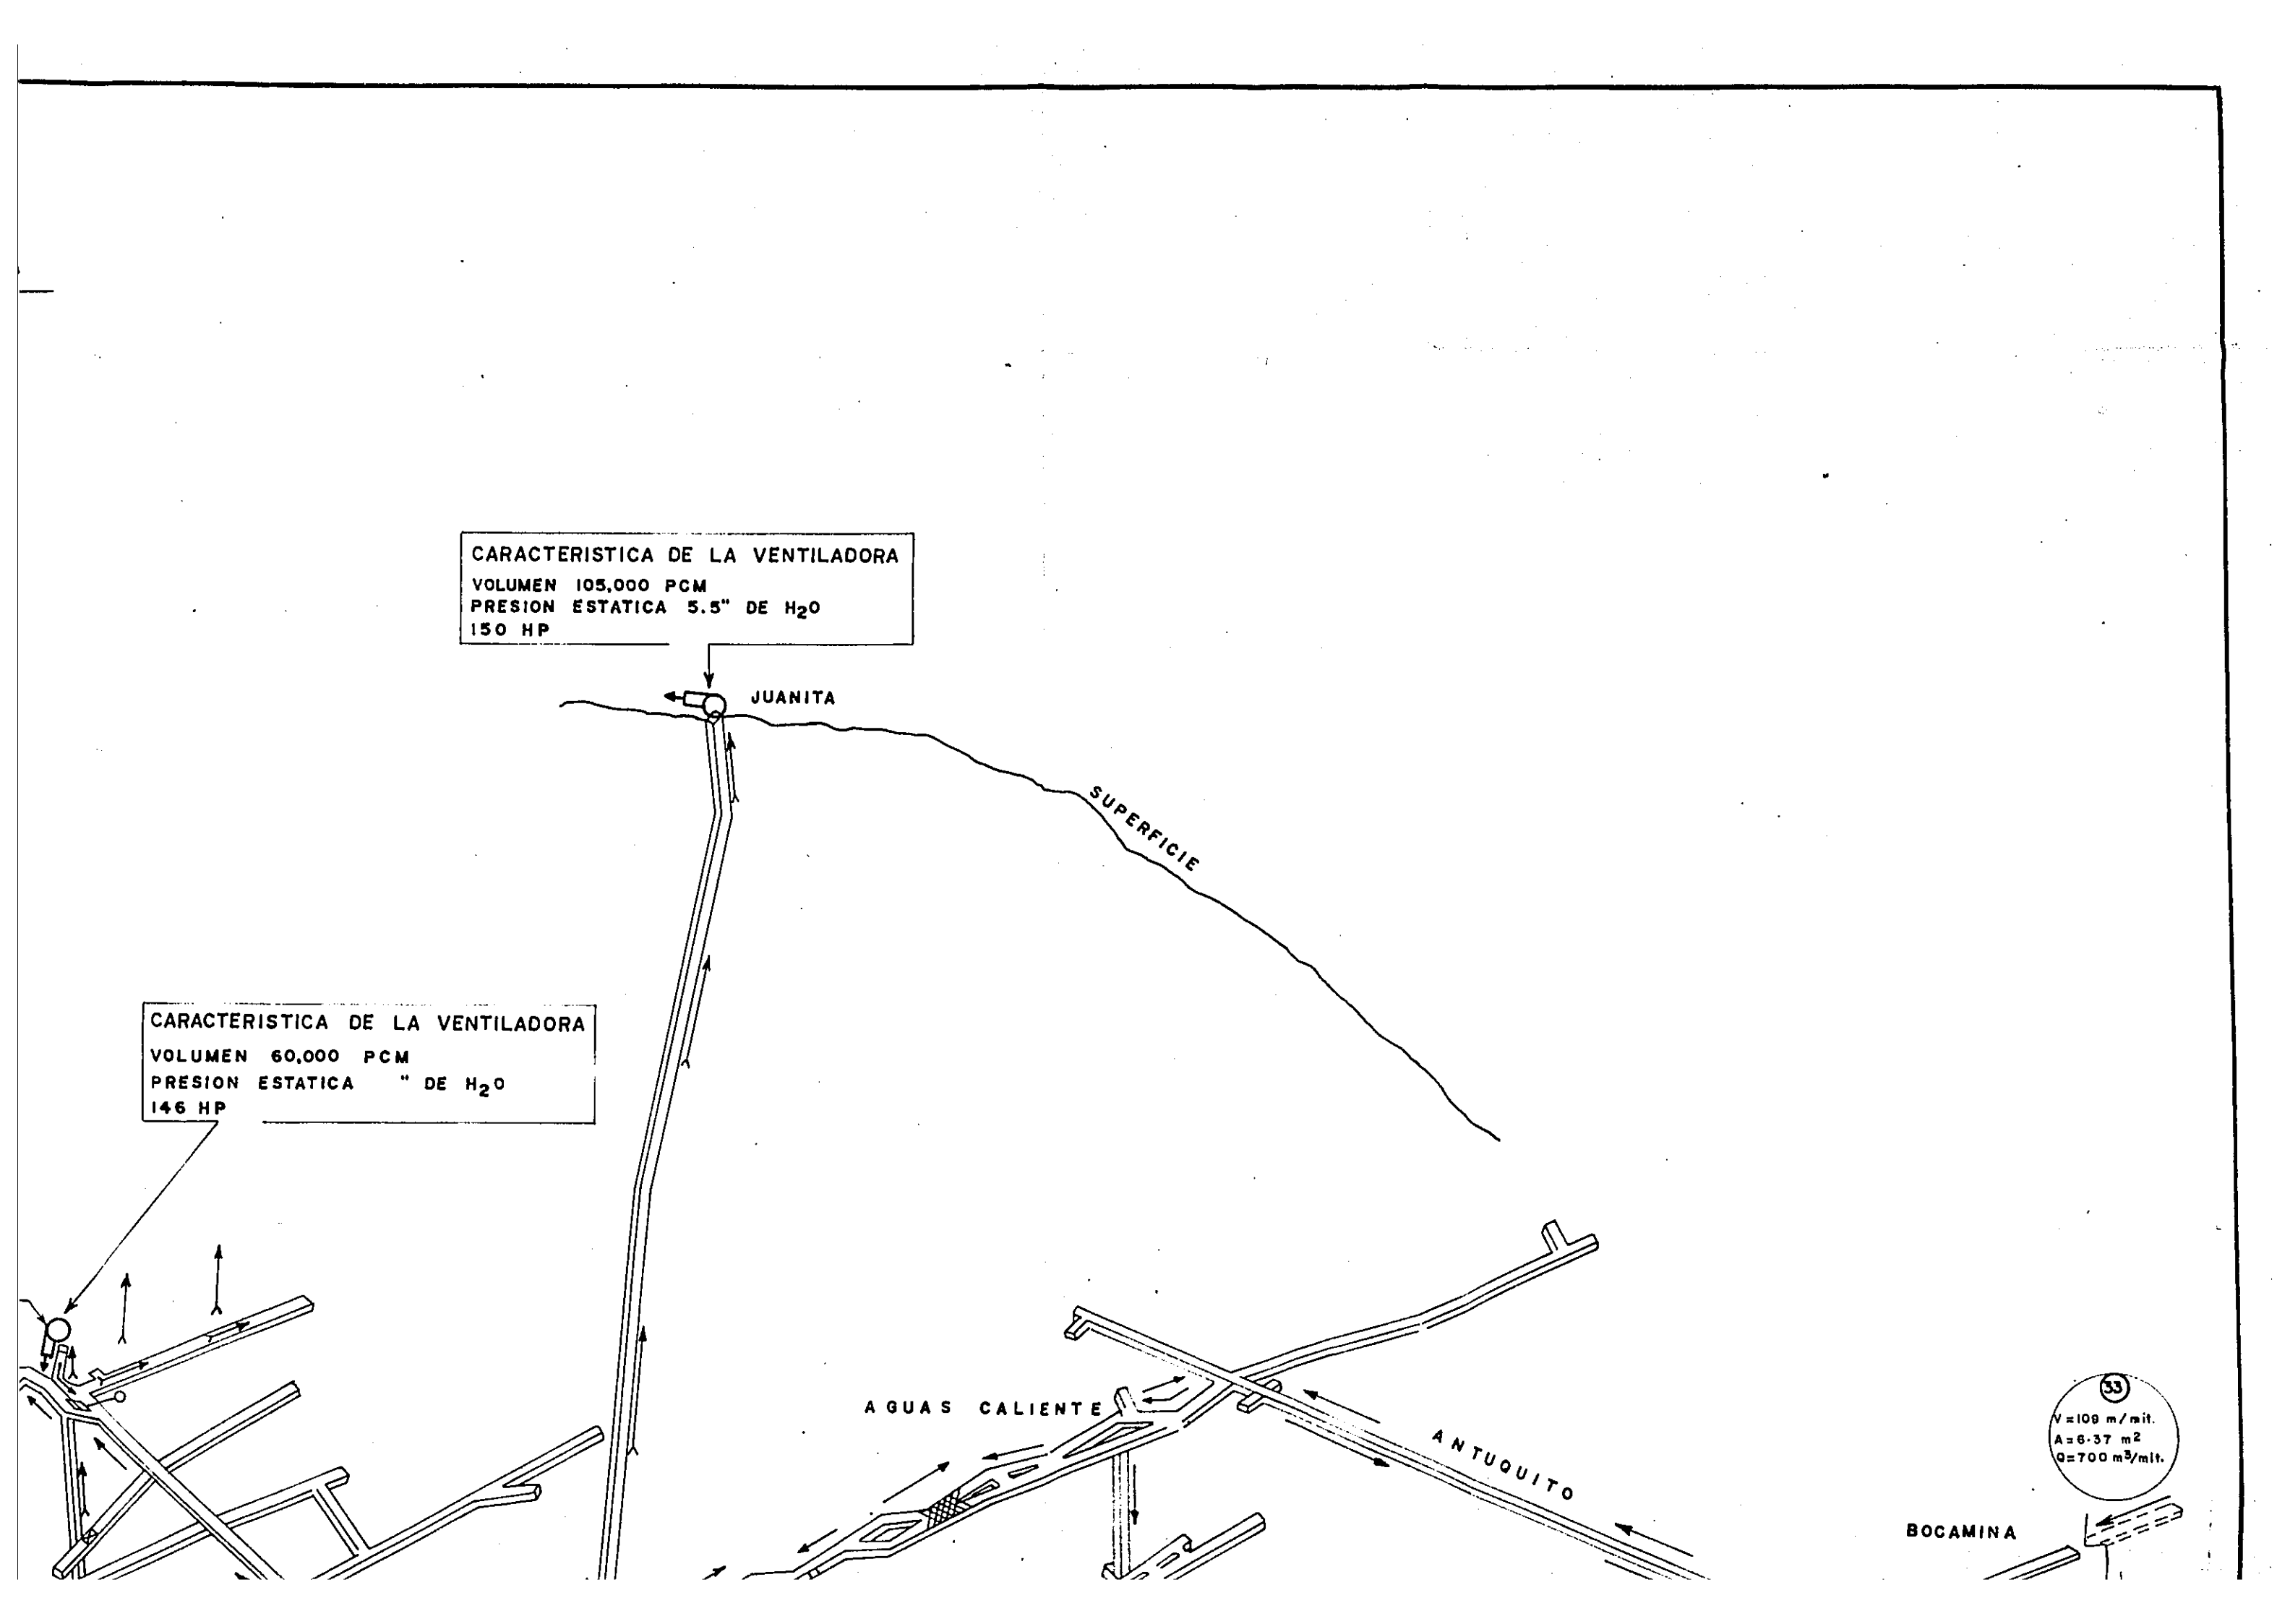 CARACTERISTICA DE LA VENTILADORA
VOLUMEN 105,000 PCM
PRESION ESTATICA 5.5" DE H₂O
150 HP
JUANITA
SUPERFICIE
CARACTERISTICA DE LA VENTILADORA
VOLUMEN 60,000 PCM
PRESION ESTATICA " DE H₂O
146 HP
AGUAS CALIENTE
ANTUQUITO
33
V=109 m/mit.
A=6.37 m²
Q=700 m³/mit.
BOCAMINA